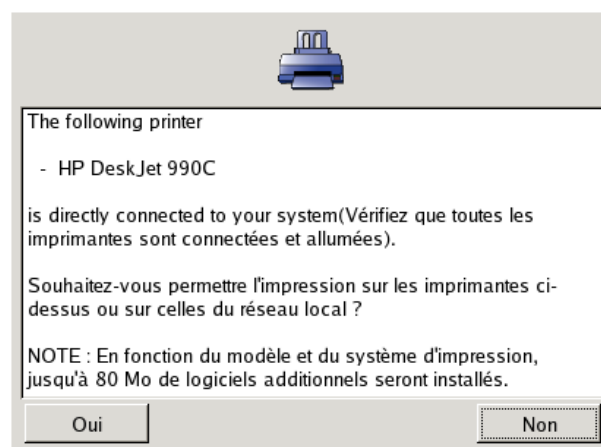 The following printer
- HP DeskJet 990C
is directly connected to your system(Vérifiez que toutes les
imprimantes sont connectées et allumées).
Souhaitez-vous permettre l'impression sur les imprimantes ci-
dessus ou sur celles du réseau local ?
NOTE : En fonction du modèle et du système d'impression,
jusqu'à 80 Mo de logiciels additionnels seront installés.
Oui
Non